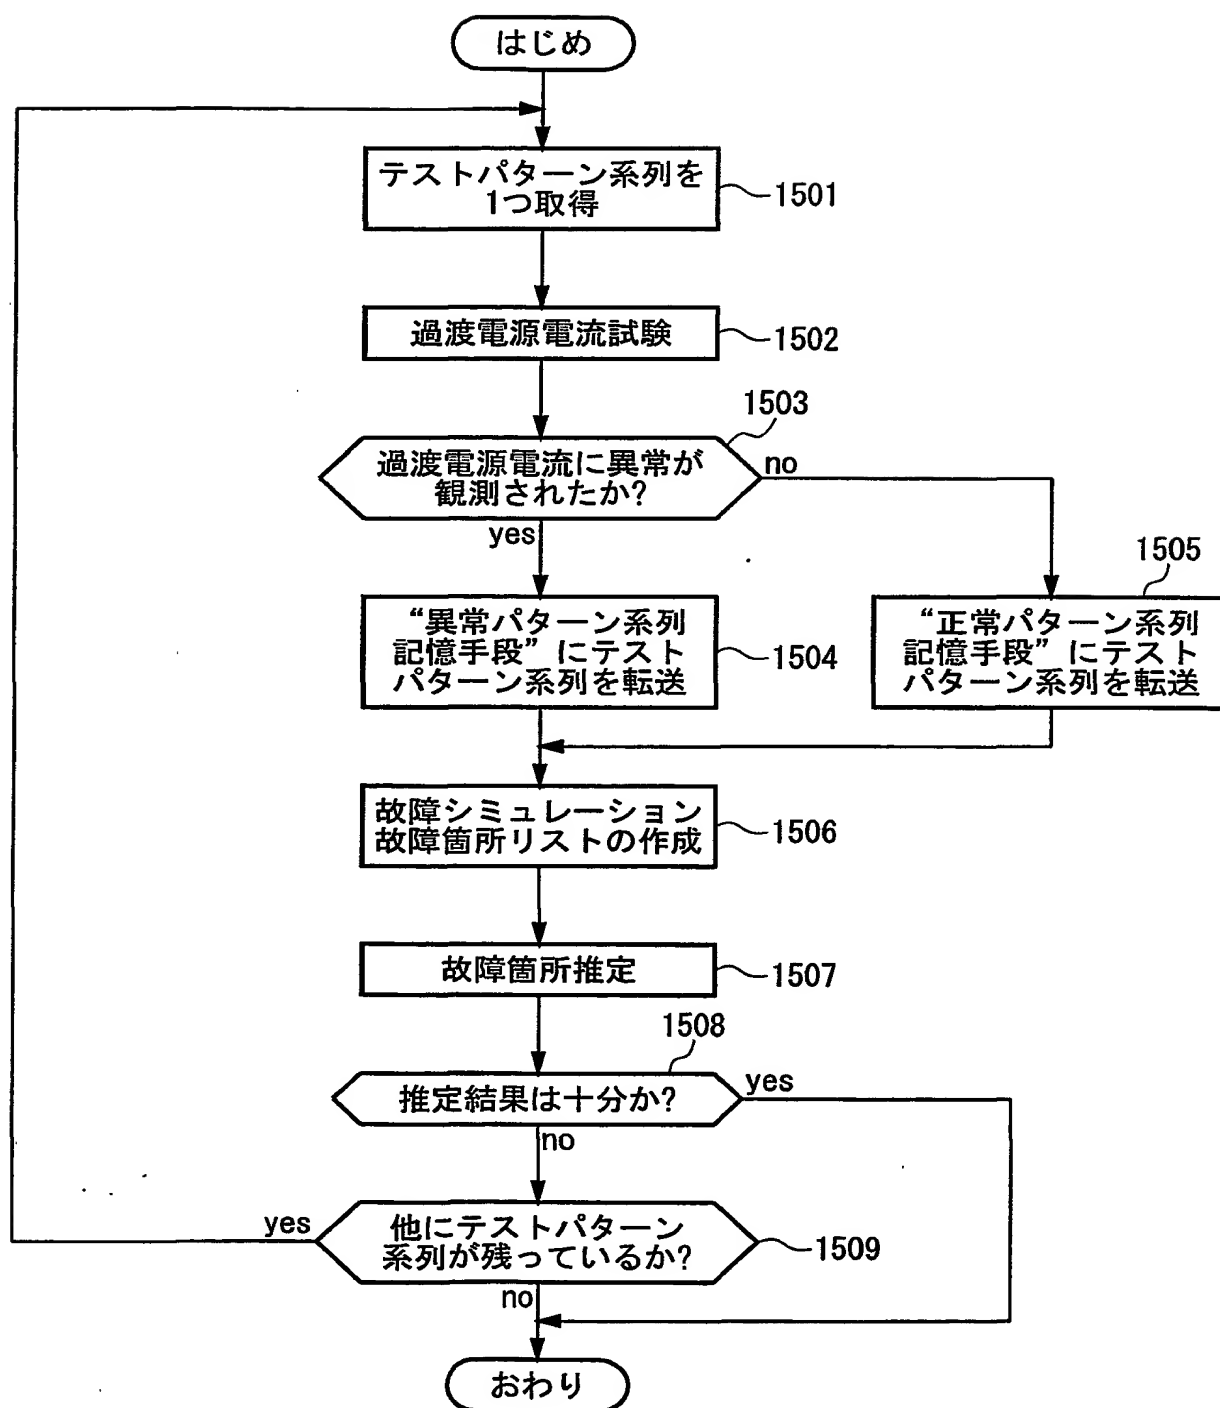 はじめ
テストパターン系列を
1つ取得
1501
過渡電源電流試験
1502
1503
過渡電源電流に異常が
観測されたか?
no
yes
1505
“異常パターン系列
記憶手段”にテスト
パターン系列を転送
1504
“正常パターン系列
記憶手段”にテスト
パターン系列を転送
故障シミュレーション
故障箇所リストの作成
1506
故障箇所推定
1507
1508
推定結果は十分か?
yes
no
yes
他にテストパターン
系列が残っているか?
1509
no
おわり